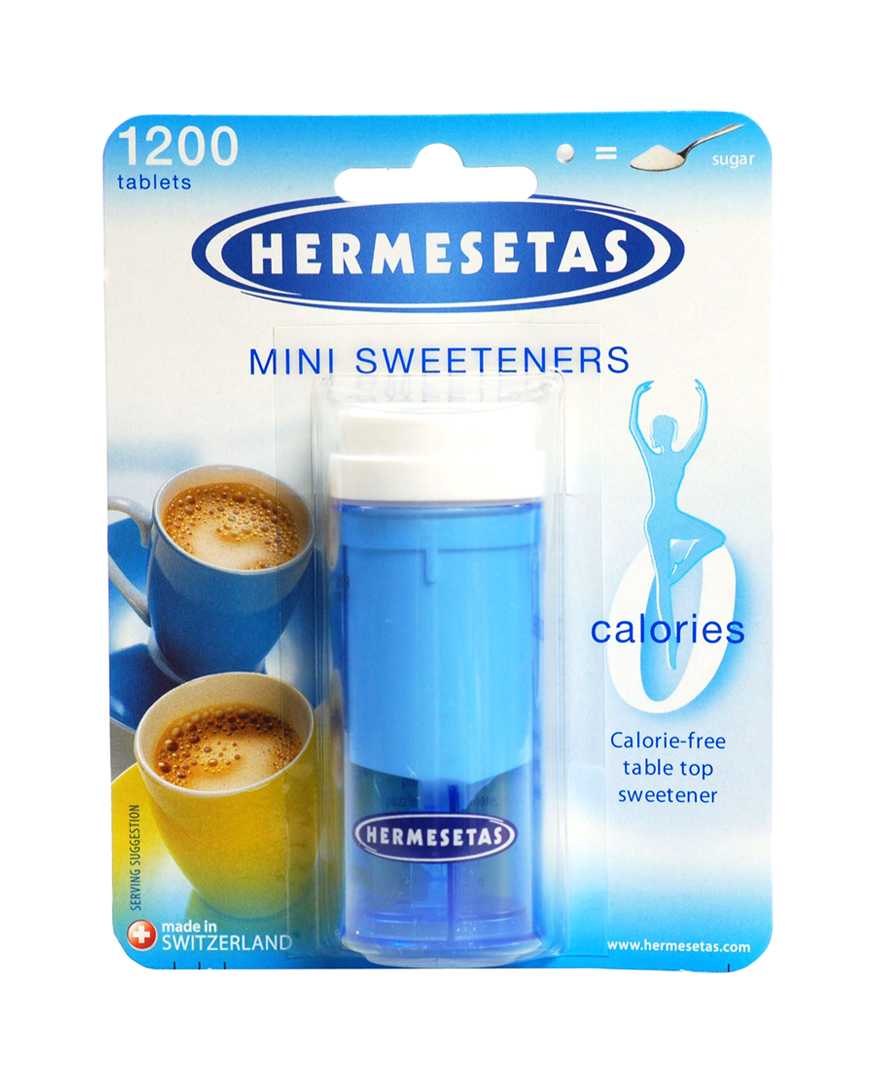 1200
tablets
=
sugar
HERMESETAS
MINI SWEETENERS
0
calories
Calorie-free
table top
sweetener
HERMESETAS
SERVING SUGGESTION
made in
SWITZERLAND
www.hermesetas.com